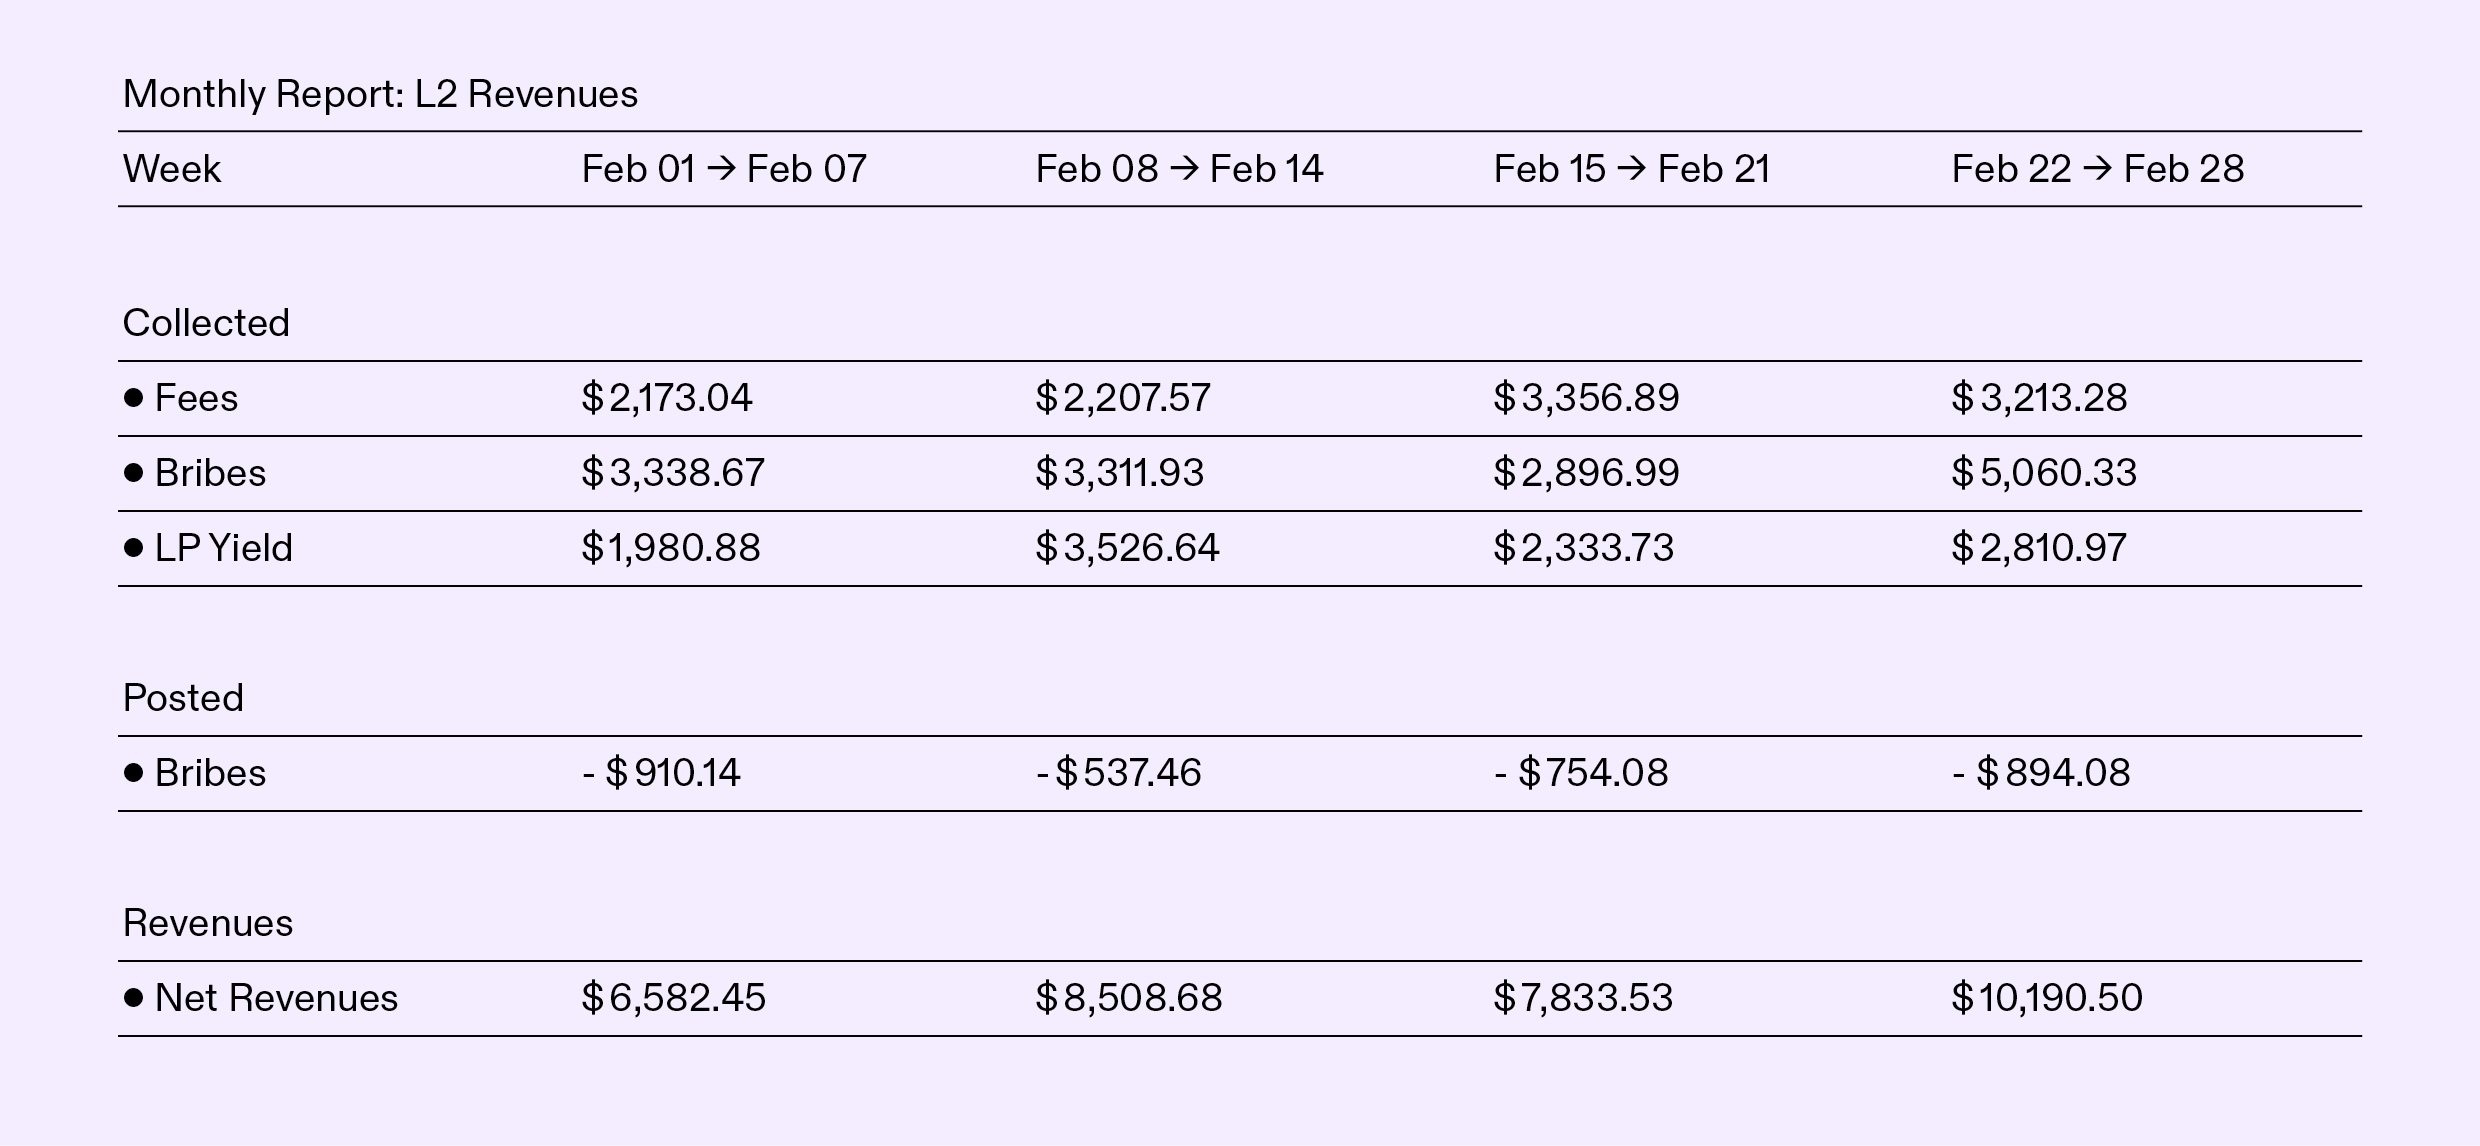 Monthly Report: L2 Revenues
Week Feb 01 → Feb 07 Feb 08 → Feb 14 Feb 15 → Feb 21 Feb 22 → Feb 28
Collected
● Fees $2,173.04 $2,207.57 $3,356.89 $3,213.28
● Bribes $3,338.67 $3,311.93 $2,896.99 $5,060.33
● LP Yield $1,980.88 $3,526.64 $2,333.73 $2,810.97
Posted
● Bribes - $910.14 -$537.46 - $754.08 - $894.08
Revenues
● Net Revenues $6,582.45 $8,508.68 $7,833.53 $10,190.50